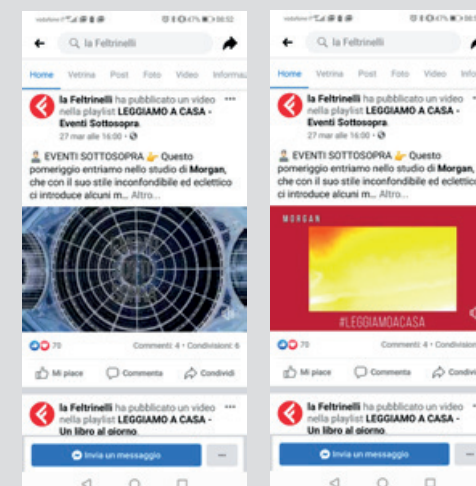 08:52
la Feltrinelli
Home Vetrina Post Foto Video Informaz
la Feltrinelli ha pubblicato un video
nella playlist LEGGIAMO A CASA -
Eventi Sottosopra.
27 mar alle 16:00
EVENTI SOTTOSOPRA Questo
pomeriggio entriamo nello studio di Morgan,
che con il suo stile inconfondibile ed eclettico
ci introduce alcuni m... Altro...
70 Commenti: 4 • Condivisioni: 6
Mi piace Commenta Condividi
la Feltrinelli ha pubblicato un video
nella playlist LEGGIAMO A CASA -
Un libro al giorno.
Invia un messaggio
la Feltrinelli
Home Vetrina Post Foto Video Info
la Feltrinelli ha pubblicato un video
nella playlist LEGGIAMO A CASA -
Eventi Sottosopra.
27 mar alle 16:00
EVENTI SOTTOSOPRA Questo
pomeriggio entriamo nello studio di Morgan,
che con il suo stile inconfondibile ed eclettico
ci introduce alcuni m... Altro...
MORGAN
#LEGGIAMOACASA
70 Commenti: 4 • Condivision
Mi piace Commenta Condivi
la Feltrinelli ha pubblicato un video
nella playlist LEGGIAMO A CASA -
Un libro al giorno.
Invia un messaggio